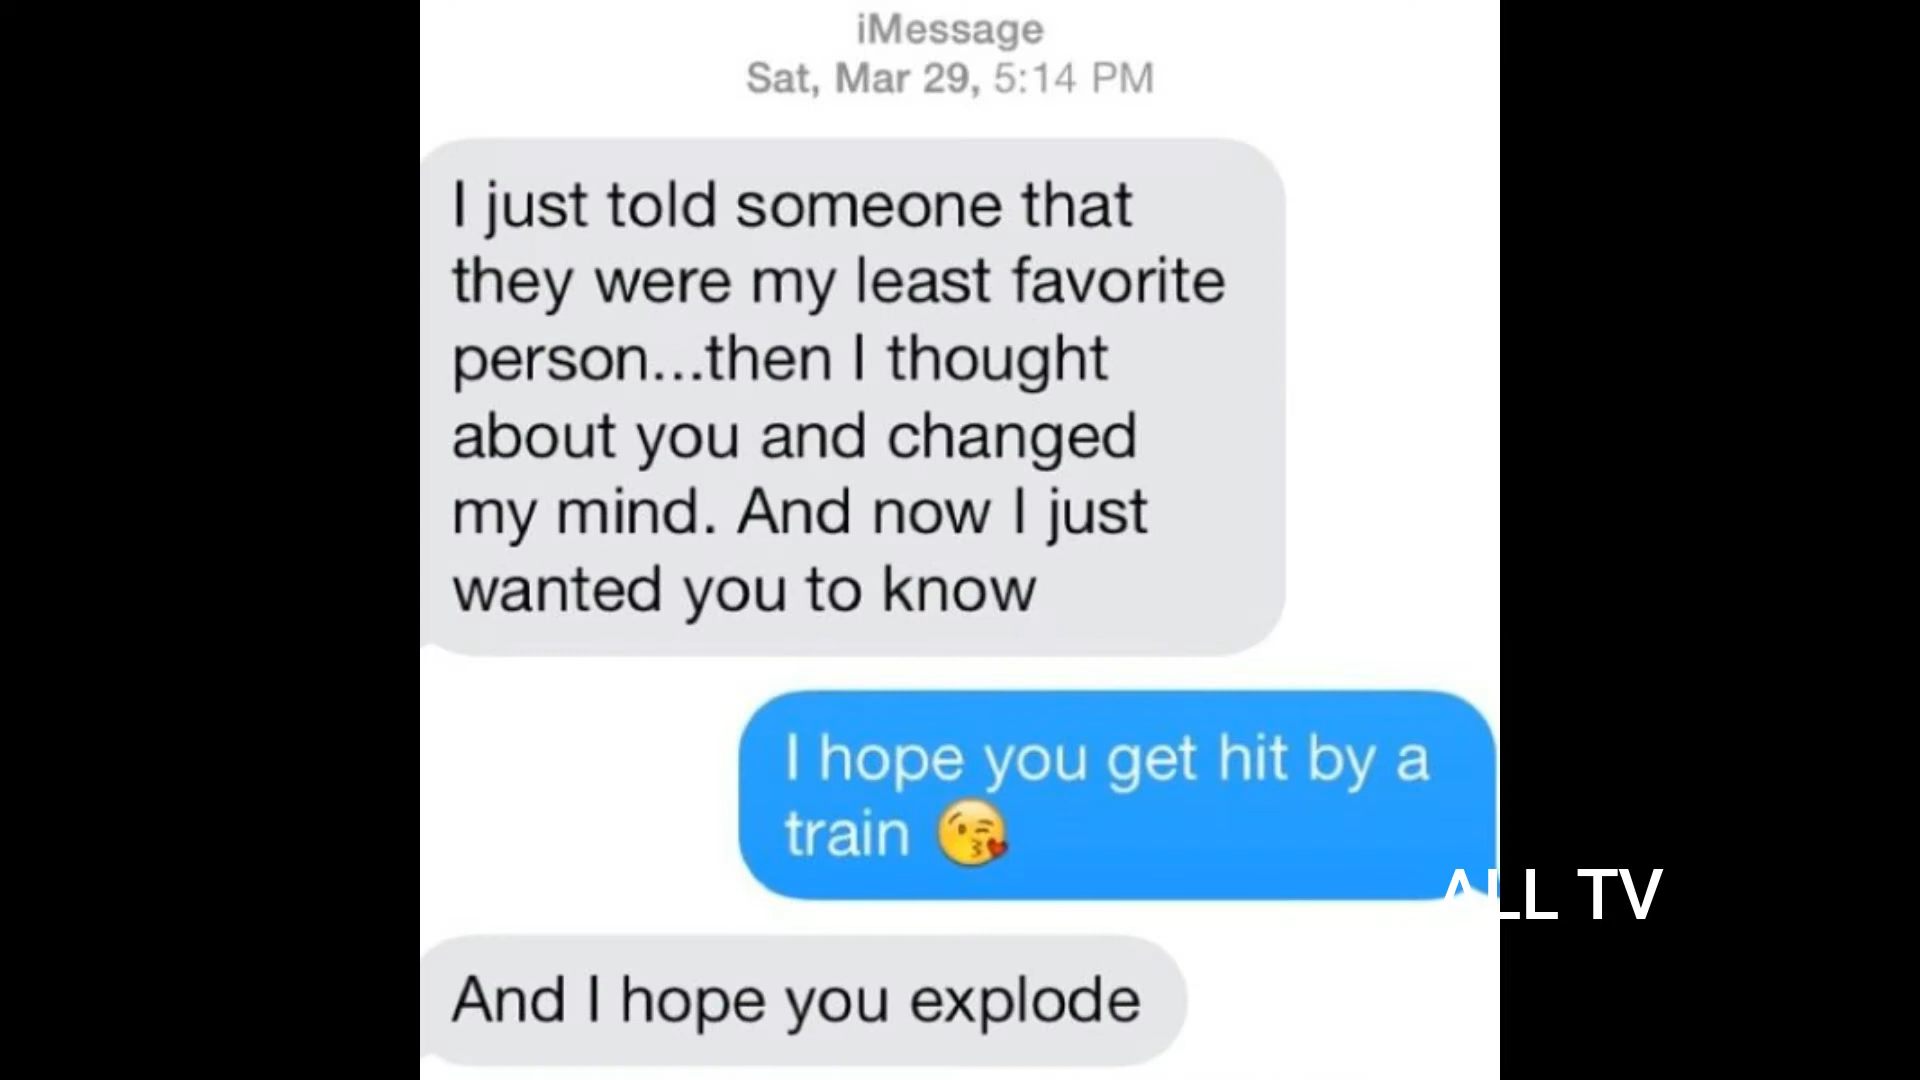 iMessage
Sat, Mar 29, 5:14 PM
I just told someone that
they were my least favorite
person...then I thought
about you and changed
my mind. And now I just
wanted you to know
I hope you get hit by a
train 😘
ALL TV
And I hope you explode